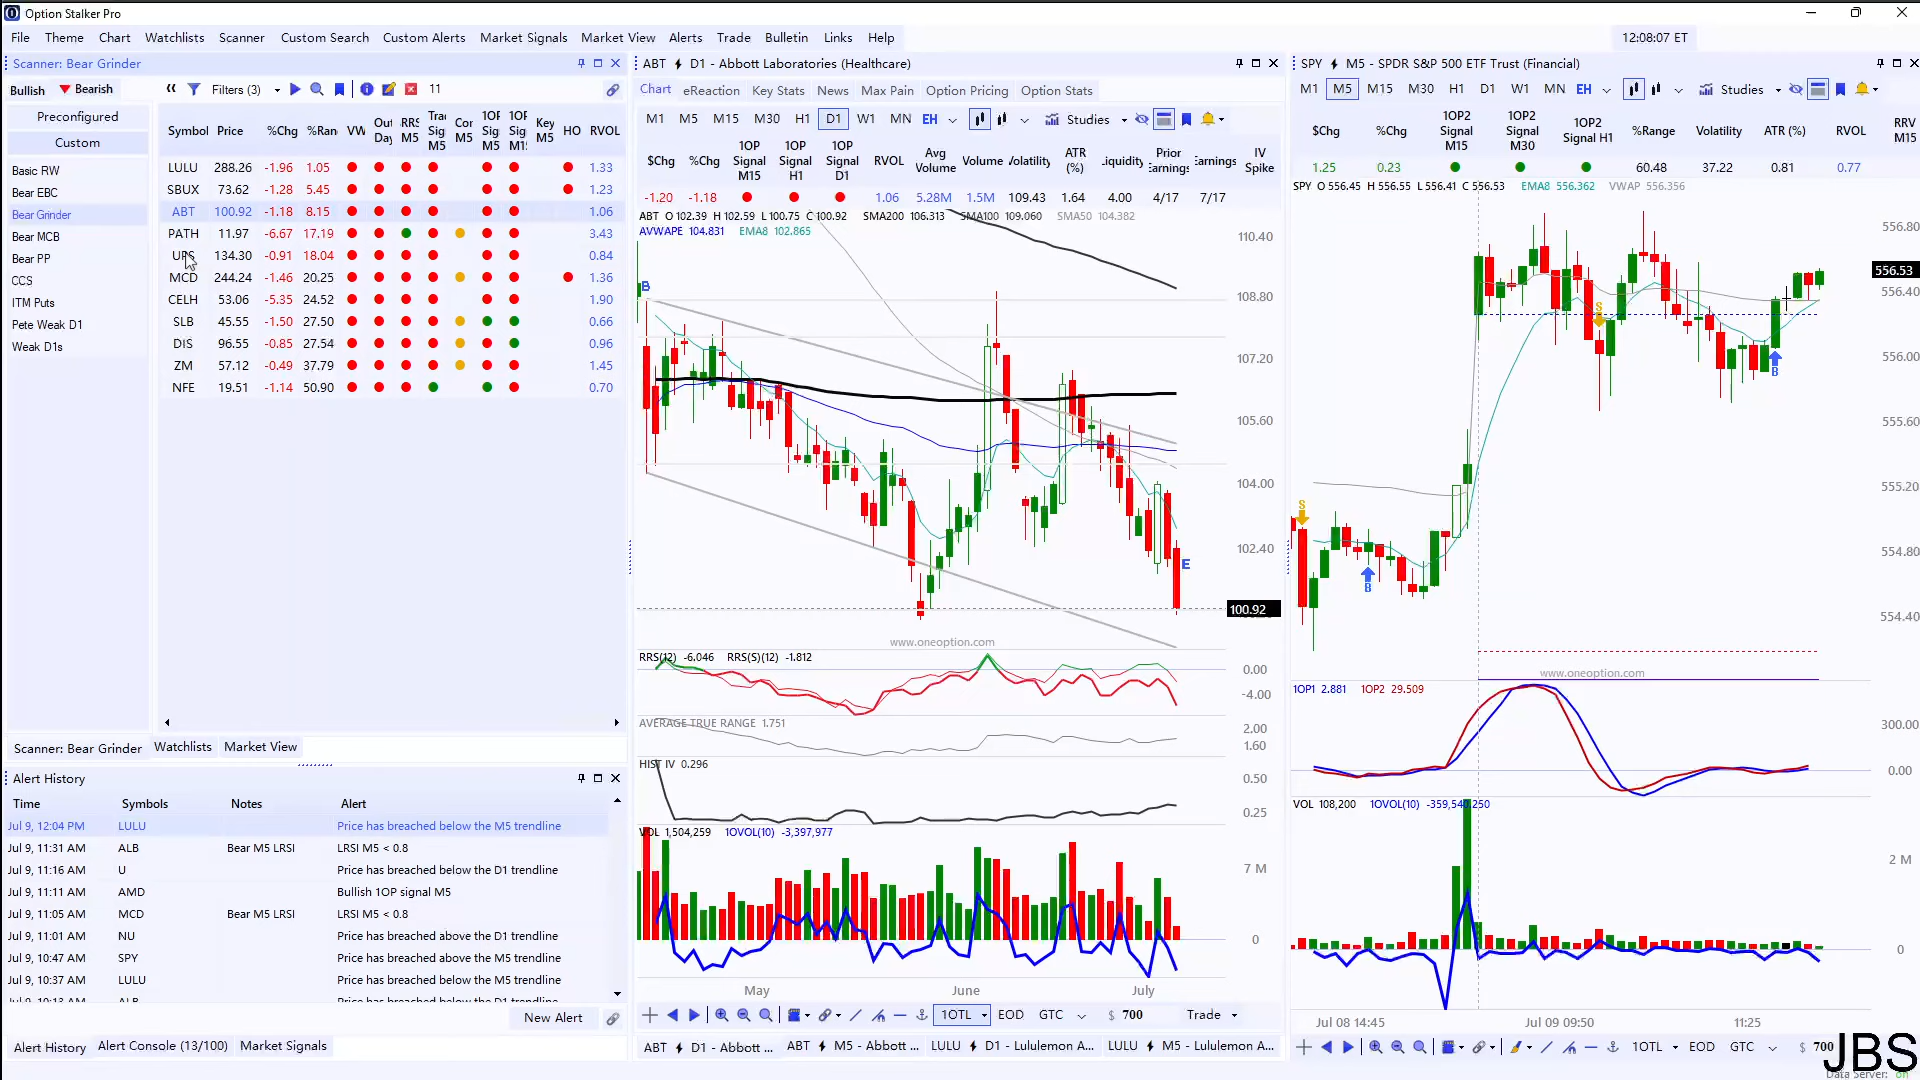 Option Stalker Pro
File Theme Chart Watchlists Scanner Custom Search Custom Alerts Market Signals Market View Alerts Trade Bulletin Links Help 12:08:07 ET
Scanner: Bear Grinder
Bullish Bearish Filters (3) 11
Preconfigured
Custom
Basic RW
Bear EBC
Bear Grinder
Bear MCB
Bear PP
CCS
ITM Puts
Pete Weak D1
Weak D1s
Symbol Price %Chg HO RVOL
LULU 288.26 -1.96 1.05 1.33
SBUX 73.62 -1.28 5.45 1.23
ABT 100.92 -1.18 8.15 1.06
PATH 11.97 -6.67 17.19 3.43
UPS 134.30 -0.91 18.04 0.84
MCD 244.24 -1.46 20.25 1.36
CELH 53.06 -5.35 24.52 1.90
SLB 45.55 -1.50 27.50 0.66
DIS 96.55 -0.85 27.54 0.96
ZM 57.12 -0.49 37.79 1.45
NFE 19.51 -1.14 50.90 0.70
Scanner: Bear Grinder Watchlists Market View
Alert History
Time Symbols Notes Alert
Jul 9, 12:04 PM LULU Price has breached below the M5 trendline
Jul 9, 11:31 AM ALB Bear M5 LRSI LRSI M5 < 0.8
Jul 9, 11:16 AM U Price has breached below the D1 trendline
Jul 9, 11:11 AM AMD Bullish 1OP signal M5
Jul 9, 11:05 AM MCD Bear M5 LRSI LRSI M5 < 0.8
Jul 9, 11:01 AM NU Price has breached above the D1 trendline
Jul 9, 10:47 AM SPY Price has breached above the M5 trendline
Jul 9, 10:37 AM LULU Price has breached below the M5 trendline
Jul 9, 10:13 AM ALB Price has breached below the D1 trendline
New Alert
Alert History Alert Console (13/100) Market Signals
ABT D1 - Abbott Laboratories (Healthcare)
Chart eReaction Key Stats News Max Pain Option Pricing Option Stats
M1 M5 M15 M30 H1 D1 W1 MN EH Studies
$Chg %Chg 1OP Signal M15 1OP Signal H1 1OP Signal D1 RVOL Avg Volume Volume Volatility ATR (%) Liquidity Prior Earnings Earnings IV Spike
-1.20 -1.18 1.06 5.28M 1.5M 109.43 1.64 4.00 4/17 7/17
ABT O 102.39 H 102.59 L 100.75 C 100.92 SMA200 106.313 SMA100 109.060 SMA50 104.382
AVWAPE 104.831 EMA8 102.865
B
E
110.40
108.80
107.20
105.60
104.00
102.40
100.92
www.oneoption.com
RRS(12) -6.046 RRS(S)(12) -1.812
0.00
-4.00
AVERAGE TRUE RANGE 1.751
2.00
1.60
HIST IV 0.296
0.50
0.25
VOL 1,504,259 1OVOL(10) -3,397,977
7 M
0
May June July
1OTL EOD GTC $ 700 Trade
ABT D1 - Abbott ... ABT M5 - Abbott ... LULU D1 - Lululemon A... LULU M5 - Lululemon A...
SPY M5 - SPDR S&P 500 ETF Trust (Financial)
M1 M5 M15 M30 H1 D1 W1 MN EH Studies
$Chg %Chg 1OP2 Signal M15 1OP2 Signal M30 1OP2 Signal H1 %Range Volatility ATR (%) RVOL RRV M15
1.25 0.23 60.48 37.22 0.81 0.77
SPY O 556.45 H 556.55 L 556.41 C 556.53 EMA8 556.362 VWAP 556.356
S
B
S
B
556.80
556.53
556.40
556.00
555.60
555.20
554.80
554.40
www.oneoption.com
1OP1 2.881 1OP2 29.509
300.00
0.00
VOL 108,200 1OVOL(10) -359,540,250
2 M
0
Jul 08 14:45 Jul 09 09:50 11:25
1OTL EOD GTC $ 700
JBS
Data Server: on